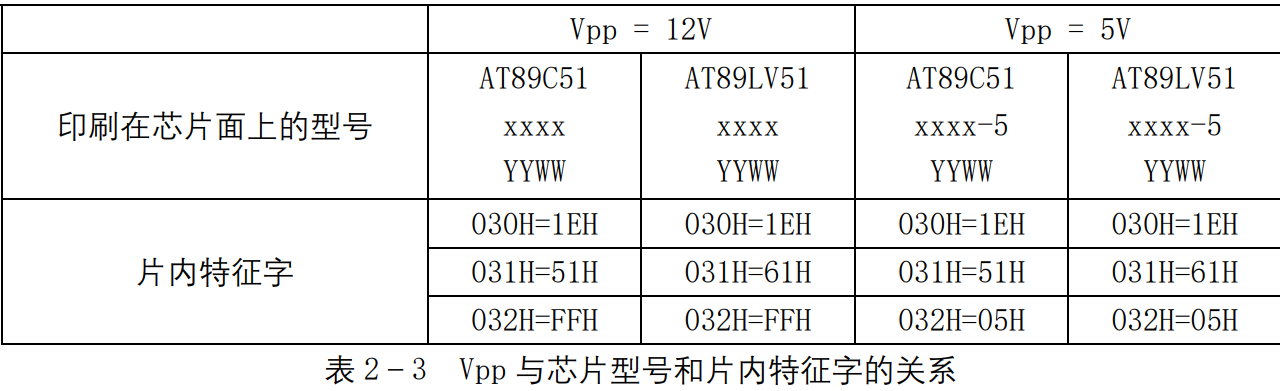 Vpp = 12V Vpp = 5V
印刷在芯片面上的型号
AT89C51 AT89LV51 AT89C51 AT89LV51
xxxx xxxx xxxx-5 xxxx-5
YYWW YYWW YYWW YYWW
片内特征字
030H=1EH 030H=1EH 030H=1EH 030H=1EH
031H=51H 031H=61H 031H=51H 031H=61H
032H=FFH 032H=FFH 032H=05H 032H=05H
表2-3 Vpp与芯片型号和片内特征字的关系